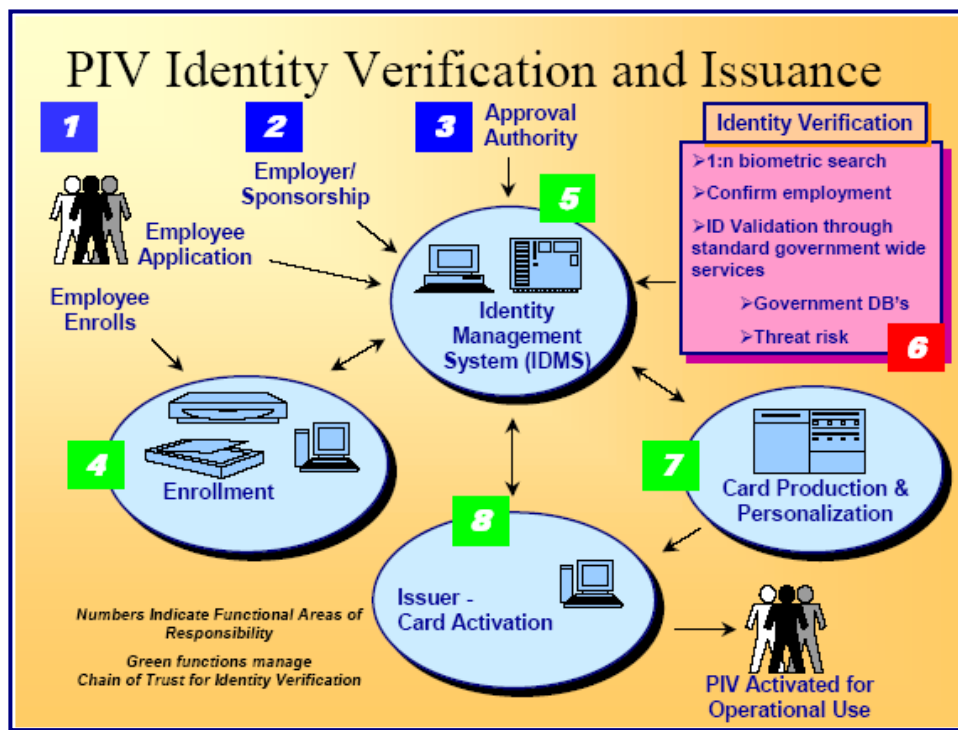 PIV Identity Verification and Issuance
1
2
3
Approval
Authority
Employer/
Sponsorship
Employee
Application
Employee
Enrolls
Identity Verification
➢1:n biometric search
➢Confirm employment
➢ID Validation through
standard government wide
services
➢Government DB's
➢Threat risk
6
5
Identity
Management
System (IDMS)
4
Enrollment
7
Card Production &
Personalization
8
Issuer -
Card Activation
Numbers Indicate Functional Areas of
Responsibility
Green functions manage
Chain of Trust for Identity Verification
PIV Activated for
Operational Use